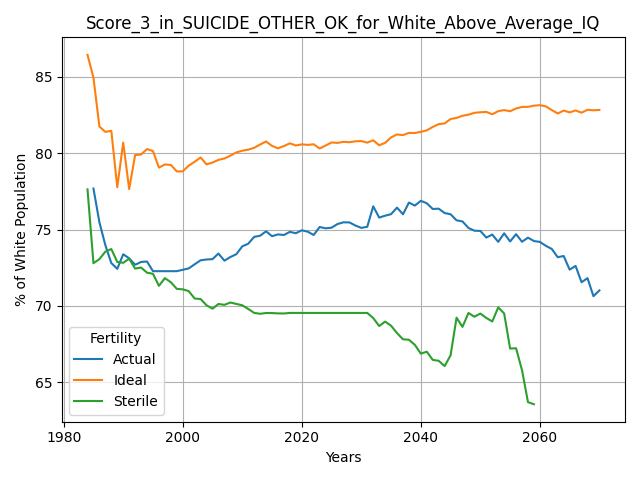 Score_3_in_SUICIDE_OTHER_OK_for_White_Above_Average_IQ
% of White Population
85
80
75
70
65
Fertility
Actual
Ideal
Sterile
1980 2000 2020 2040 2060
Years